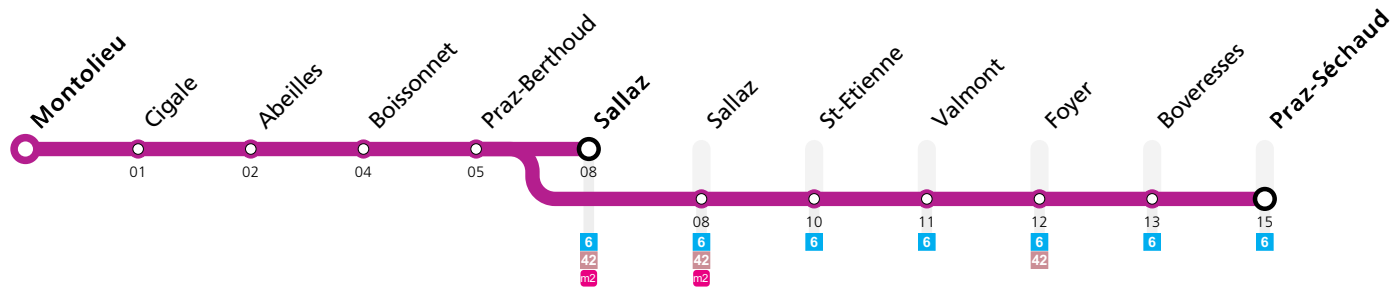 Montolieu
Cigale
Abeilles
Boissonnet
Praz-Berthoud
Sallaz
Sallaz
St-Etienne
Valmont
Foyer
Boveresses
Praz-Séchaud
01 02 04 05 08
08 10 11 12 13 15
6 6 6 6 6 6 6
42 42 42
m2 m2